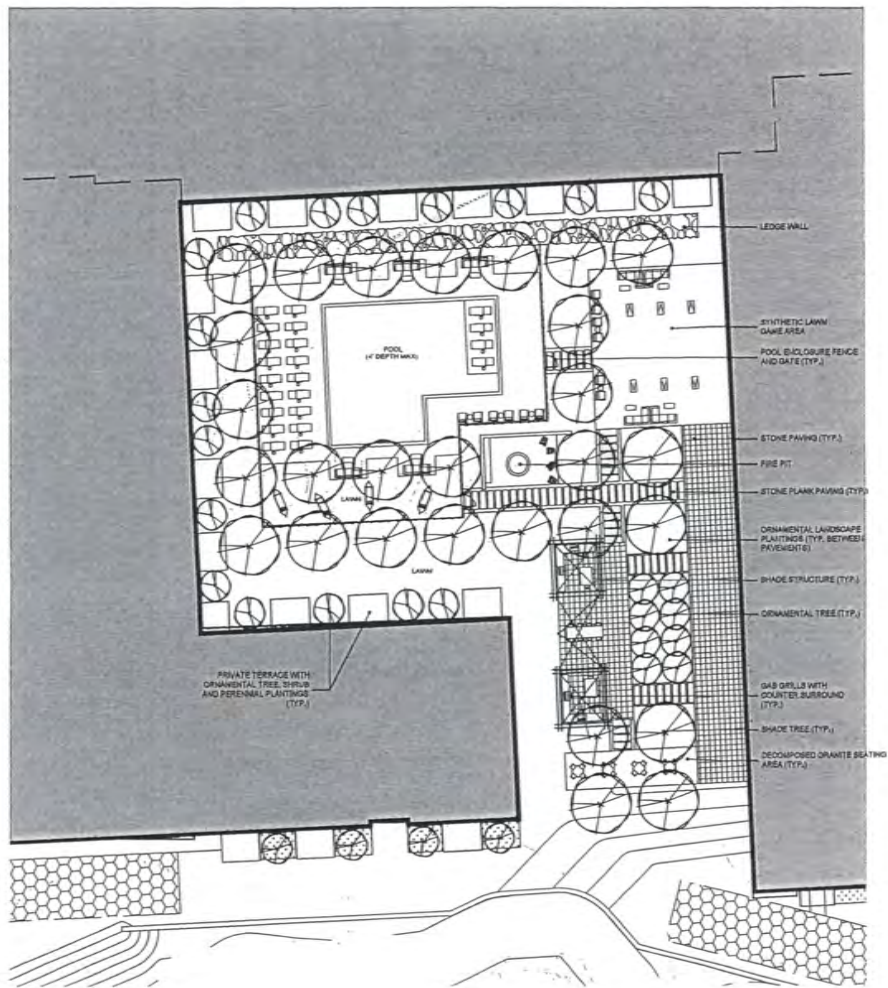 LEDGE WALL
SYNTHETIC LAWN
GAME AREA
POOL
(4' DEPTH MAX)
POOL ENCLOSURE FENCE
AND GATE (TYP.)
STONE PAVING (TYP.)
FIRE PIT
STONE PLANK PAVING (TYP.)
LAWN
ORNAMENTAL LANDSCAPE
PLANTINGS (TYP. BETWEEN
PAVEMENTS)
LAWN
SHADE STRUCTURE (TYP.)
ORNAMENTAL TREE (TYP.)
PRIVATE TERRACE WITH
ORNAMENTAL TREE, SHRUB
AND PERENNIAL PLANTINGS
(TYP.)
GAS GRILLS WITH
COUNTER SURROUND
(TYP.)
SHADE TREE (TYP.)
DECOMPOSED GRANITE SEATING
AREA (TYP.)